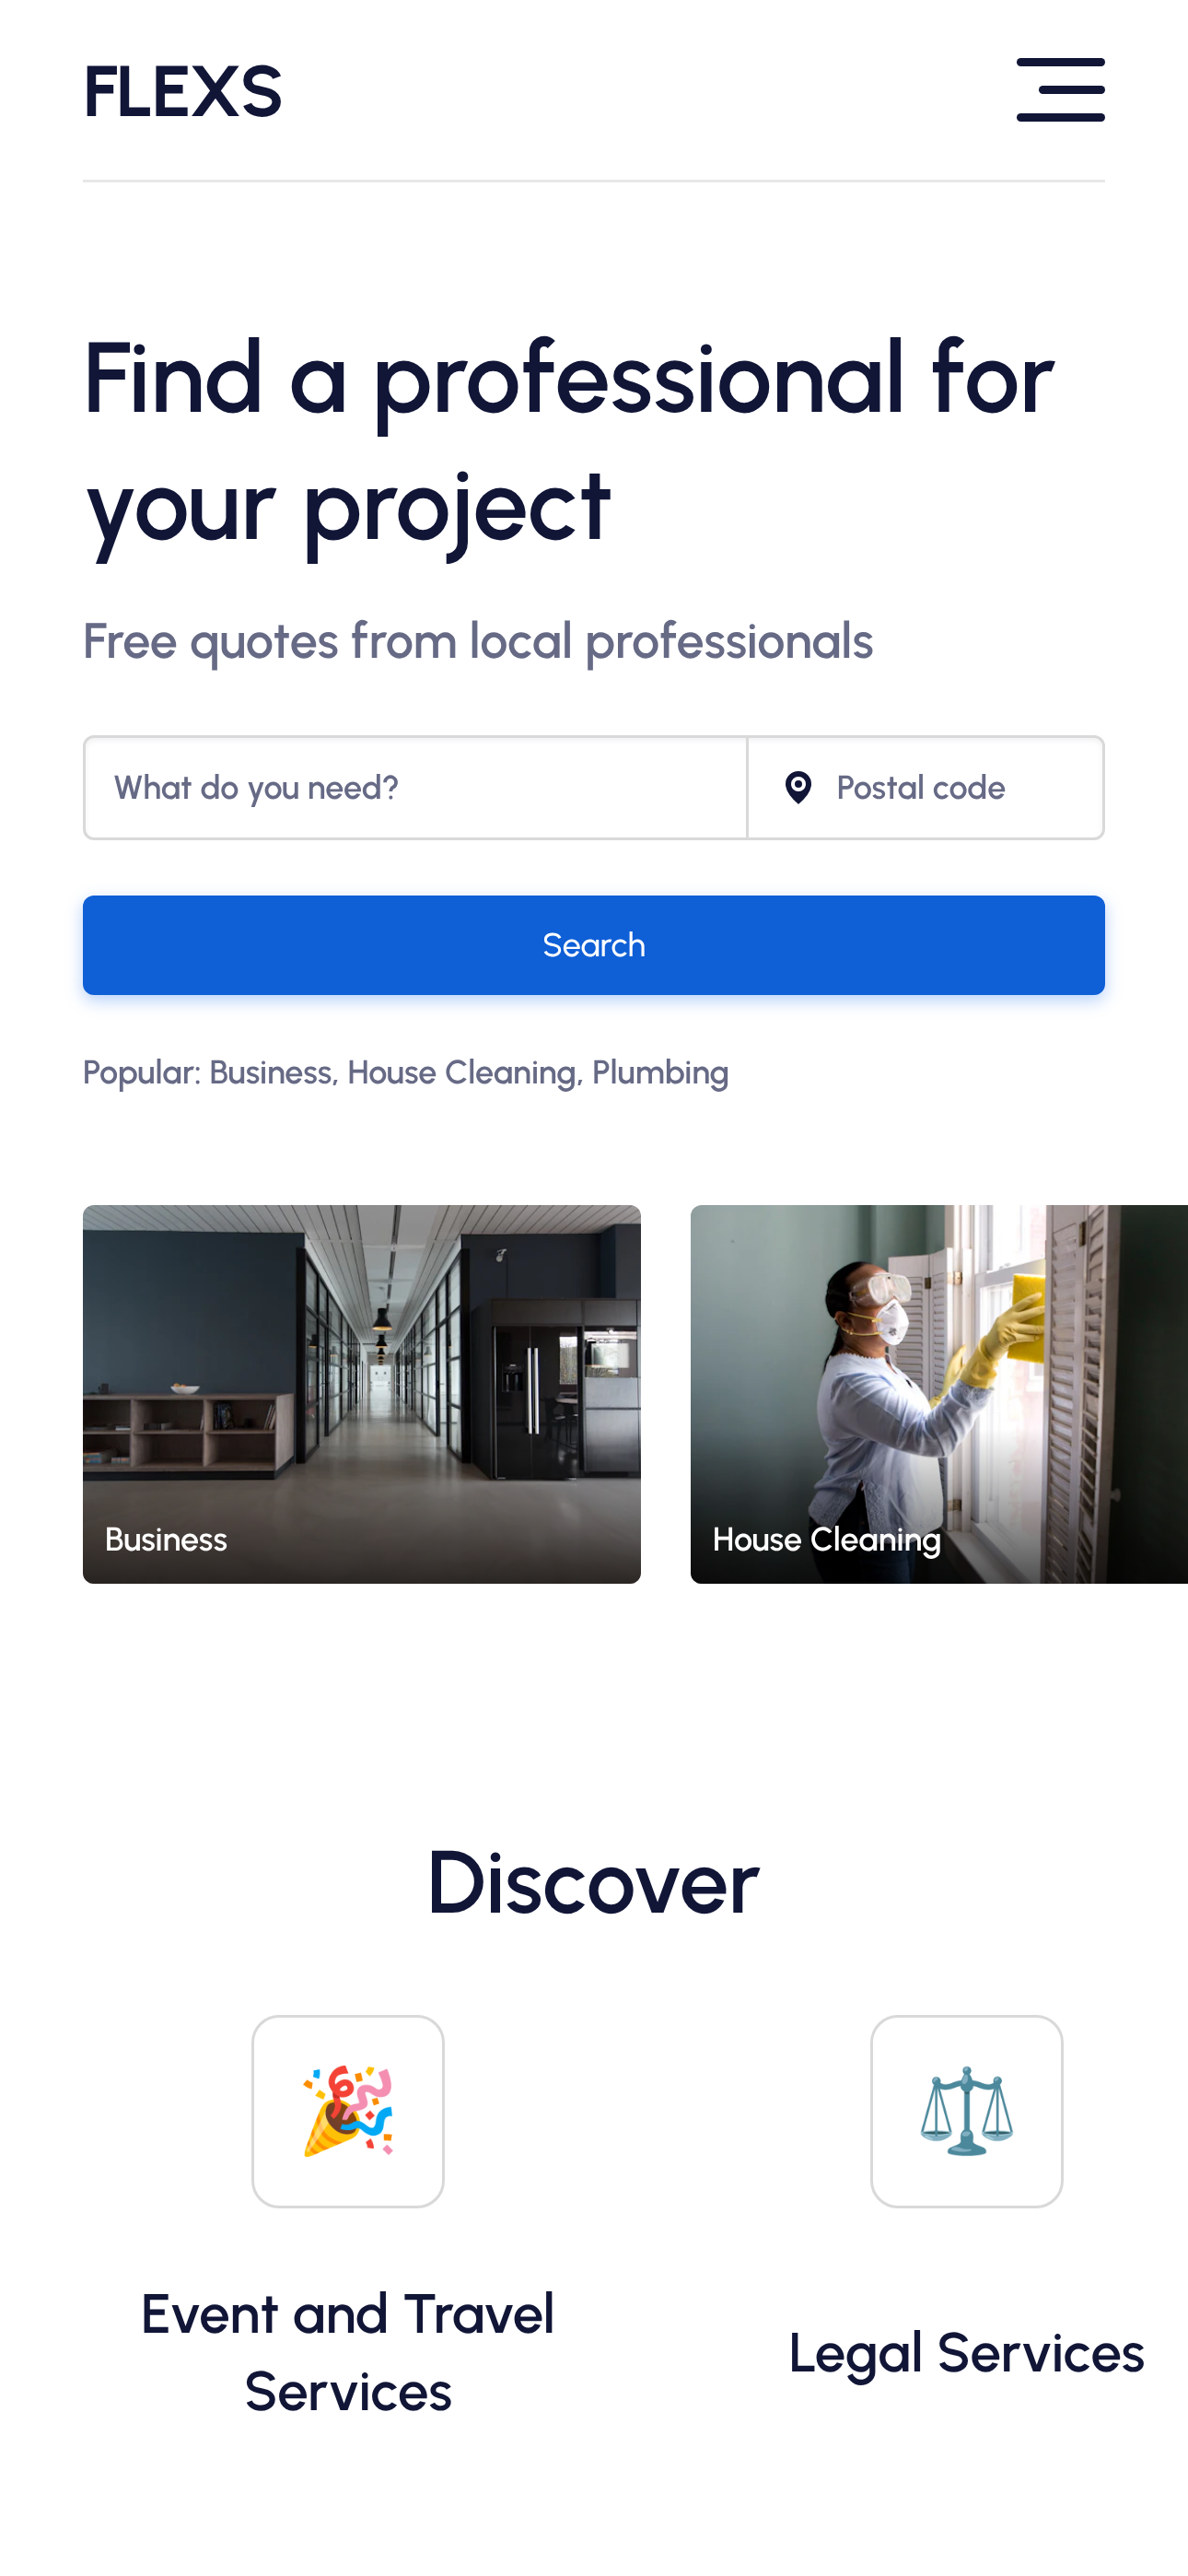 FLEXS
Find a professional for
your project
Free quotes from local professionals
What do you need?
Postal code
Search
Popular: Business, House Cleaning, Plumbing
Business
House Cleaning
Discover
Event and Travel
Services
Legal Services